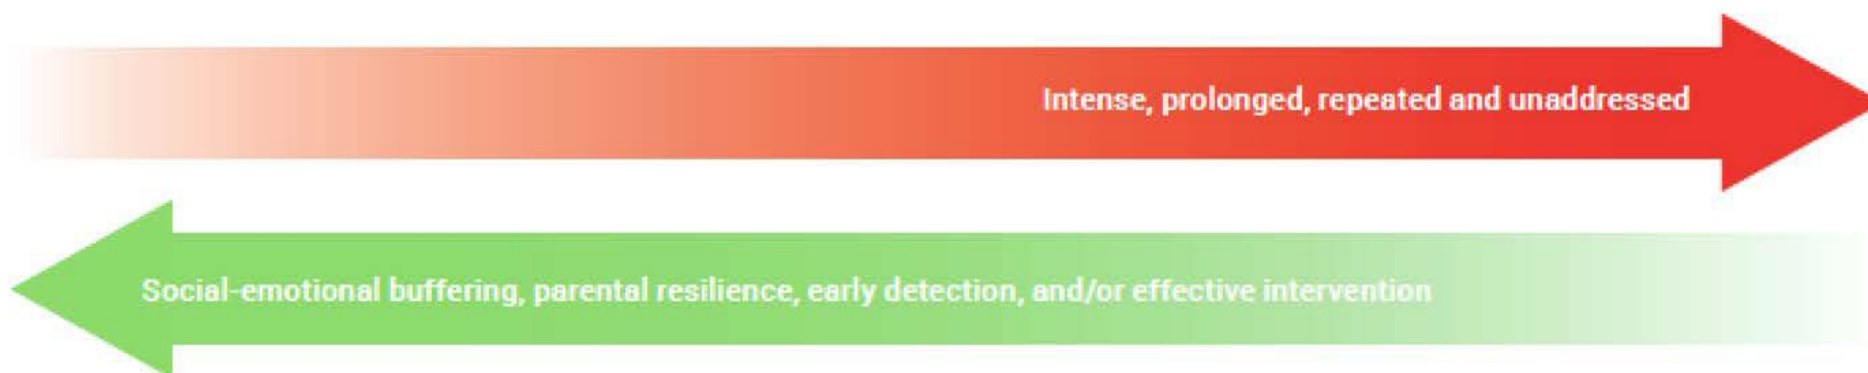 Intense, prolonged, repeated and unaddressed
Social-emotional buffering, parental resilience, early detection, and/or effective intervention